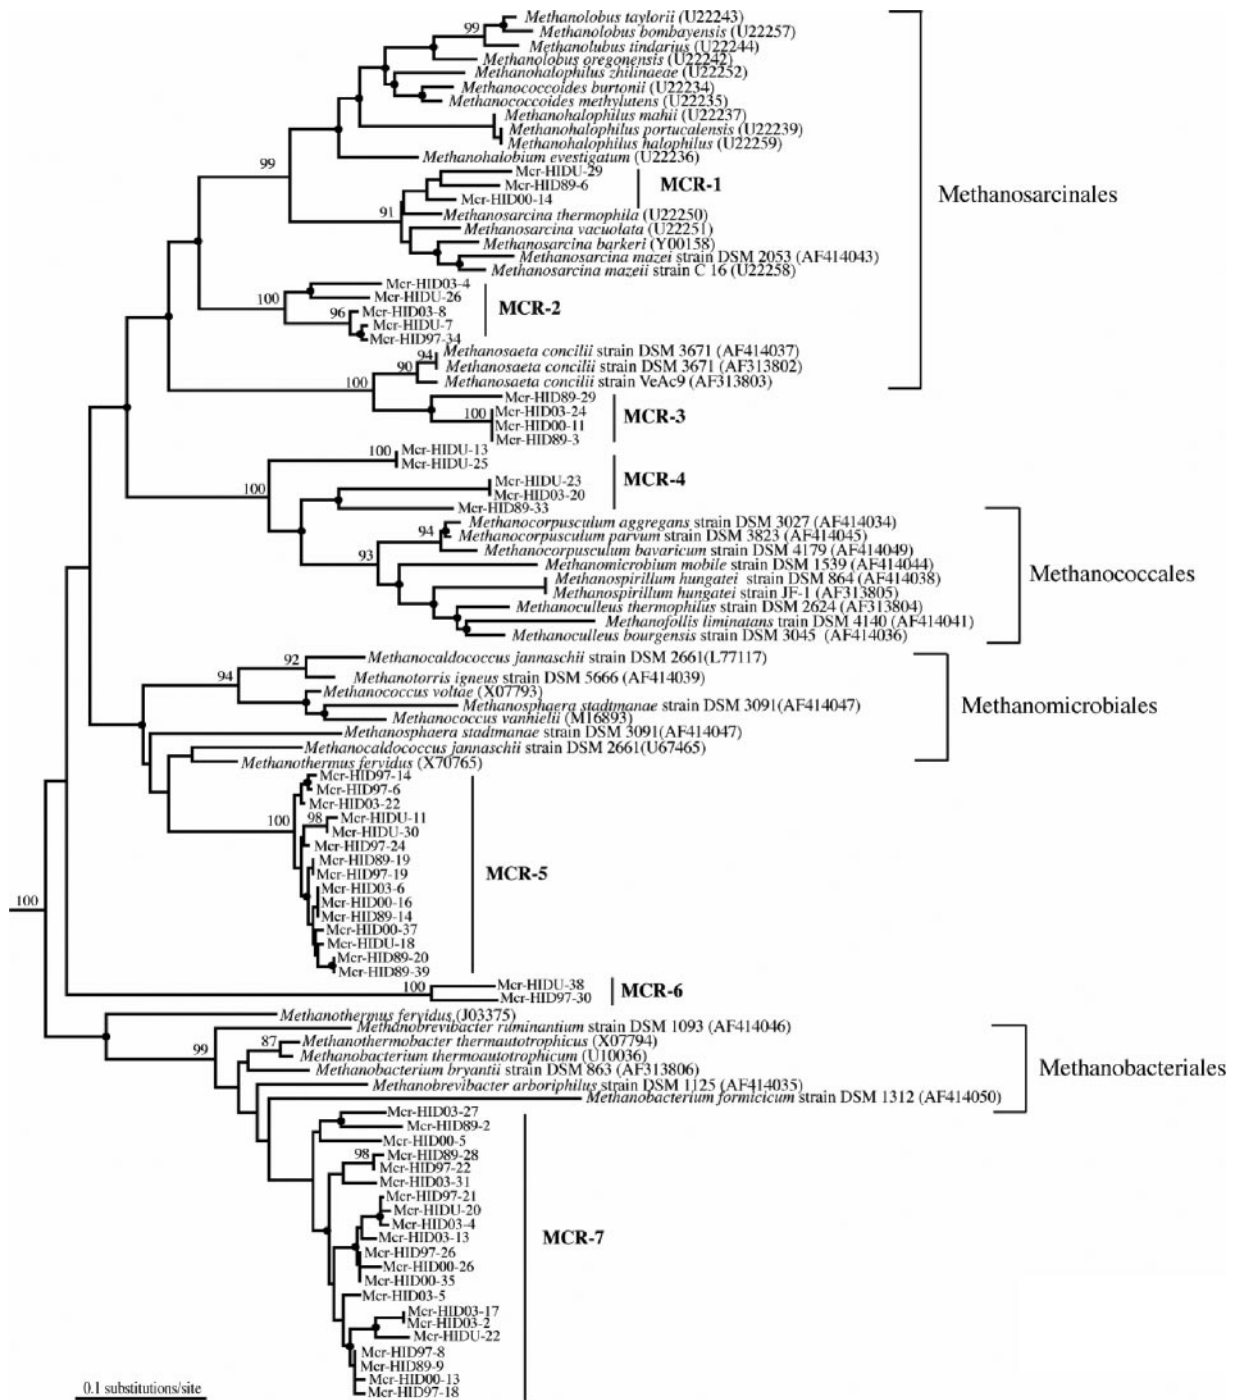 Methanolobus taylorii (U22243)
99
Methanolobus bombayensis (U22257)
Methanolubus tindarius (U22244)
Methanolobus oregonensis (U22242)
Methanohalophilus zhilinaeae (U22252)
Methanococcoides burtonii (U22234)
Methanococcoides methylutens (U22235)
Methanohalophilus mahii (U22237)
Methanohalophilus portucalensis (U22239)
Methanohalophilus halophilus (U22259)
Methanohalobium evestigatum (U22236)
99
Mcr-HIDU-29
Mcr-HID89-6
MCR-1
Mcr-HID00-14
Methanosarcinales
91
Methanosarcina thermophila (U22250)
Methanosarcina vacuolata (U22251)
Methanosarcina barkeri (Y00158)
Methanosarcina mazei strain DSM 2053 (AF414043)
Methanosarcina mazeii strain C 16 (U22258)
Mcr-HID03-4
100
Mcr-HIDU-26
MCR-2
96
Mcr-HID03-8
Mcr-HIDU-7
Mcr-HID97-34
94
Methanosaeta concilii strain DSM 3671 (AF414037)
90
Methanosaeta concilii strain DSM 3671 (AF313802)
100
Methanosaeta concilii strain VeAc9 (AF313803)
Mcr-HID89-29
100
Mcr-HID03-24
MCR-3
Mcr-HID00-11
Mcr-HID89-3
100
Mcr-HIDU-13
Mcr-HIDU-25
100
Mcr-HIDU-23
MCR-4
Mcr-HID03-20
Mcr-HID89-33
Methanocorpusculum aggregans strain DSM 3027 (AF414034)
94
Methanocorpusculum parvum strain DSM 3823 (AF414045)
Methanocorpusculum bavaricum strain DSM 4179 (AF414049)
93
Methanomicrobium mobile strain DSM 1539 (AF414044)
Methanospirillum hungatei strain DSM 864 (AF414038)
Methanococcales
Methanospirillum hungatei strain JF-1 (AF313805)
Methanoculleus thermophilus strain DSM 2624 (AF313804)
Methanofollis liminatans train DSM 4140 (AF414041)
Methanoculleus bourgensis strain DSM 3045 (AF414036)
92
Methanocaldococcus jannaschii strain DSM 2661(L77117)
94
Methanotorris igneus strain DSM 5666 (AF414039)
Methanococcus voltae (X07793)
Methanosphaera stadtmanae strain DSM 3091(AF414047)
Methanomicrobiales
Methanococcus vannielii (M16893)
Methanosphaera stadtmanae strain DSM 3091(AF414047)
Methanocaldococcus jannaschii strain DSM 2661(U67465)
Methanothermus fervidus (X70765)
Mcr-HID97-14
Mcr-HID97-6
Mcr-HID03-22
100
98
Mcr-HIDU-11
Mcr-HIDU-30
Mcr-HID97-24
Mcr-HID89-19
Mcr-HID97-19
MCR-5
Mcr-HID03-6
100
Mcr-HID00-16
Mcr-HID89-14
Mcr-HID00-37
Mcr-HIDU-18
Mcr-HID89-20
Mcr-HID89-39
100
Mcr-HIDU-38
MCR-6
Mcr-HID97-30
Methanothermus fervidus (J03375)
Methanobrevibacter ruminantium strain DSM 1093 (AF414046)
87
Methanothermobacter thermautotrophicus (X07794)
99
Methanobacterium thermoautotrophicum (U10036)
Methanobacterium bryantii strain DSM 863 (AF313806)
Methanobacteriales
Methanobrevibacter arboriphilus strain DSM 1125 (AF414035)
Methanobacterium formicicum strain DSM 1312 (AF414050)
Mcr-HID03-27
Mcr-HID89-2
Mcr-HID00-5
98
Mcr-HID89-28
Mcr-HID97-22
Mcr-HID03-31
Mcr-HID97-21
Mcr-HIDU-20
Mcr-HID03-4
Mcr-HID03-13
MCR-7
Mcr-HID97-26
Mcr-HID00-26
Mcr-HID00-35
Mcr-HID03-5
Mcr-HID03-17
Mcr-HID03-2
Mcr-HIDU-22
Mcr-HID97-8
Mcr-HID89-9
Mcr-HID00-13
Mcr-HID97-18
0.1 substitutions/site